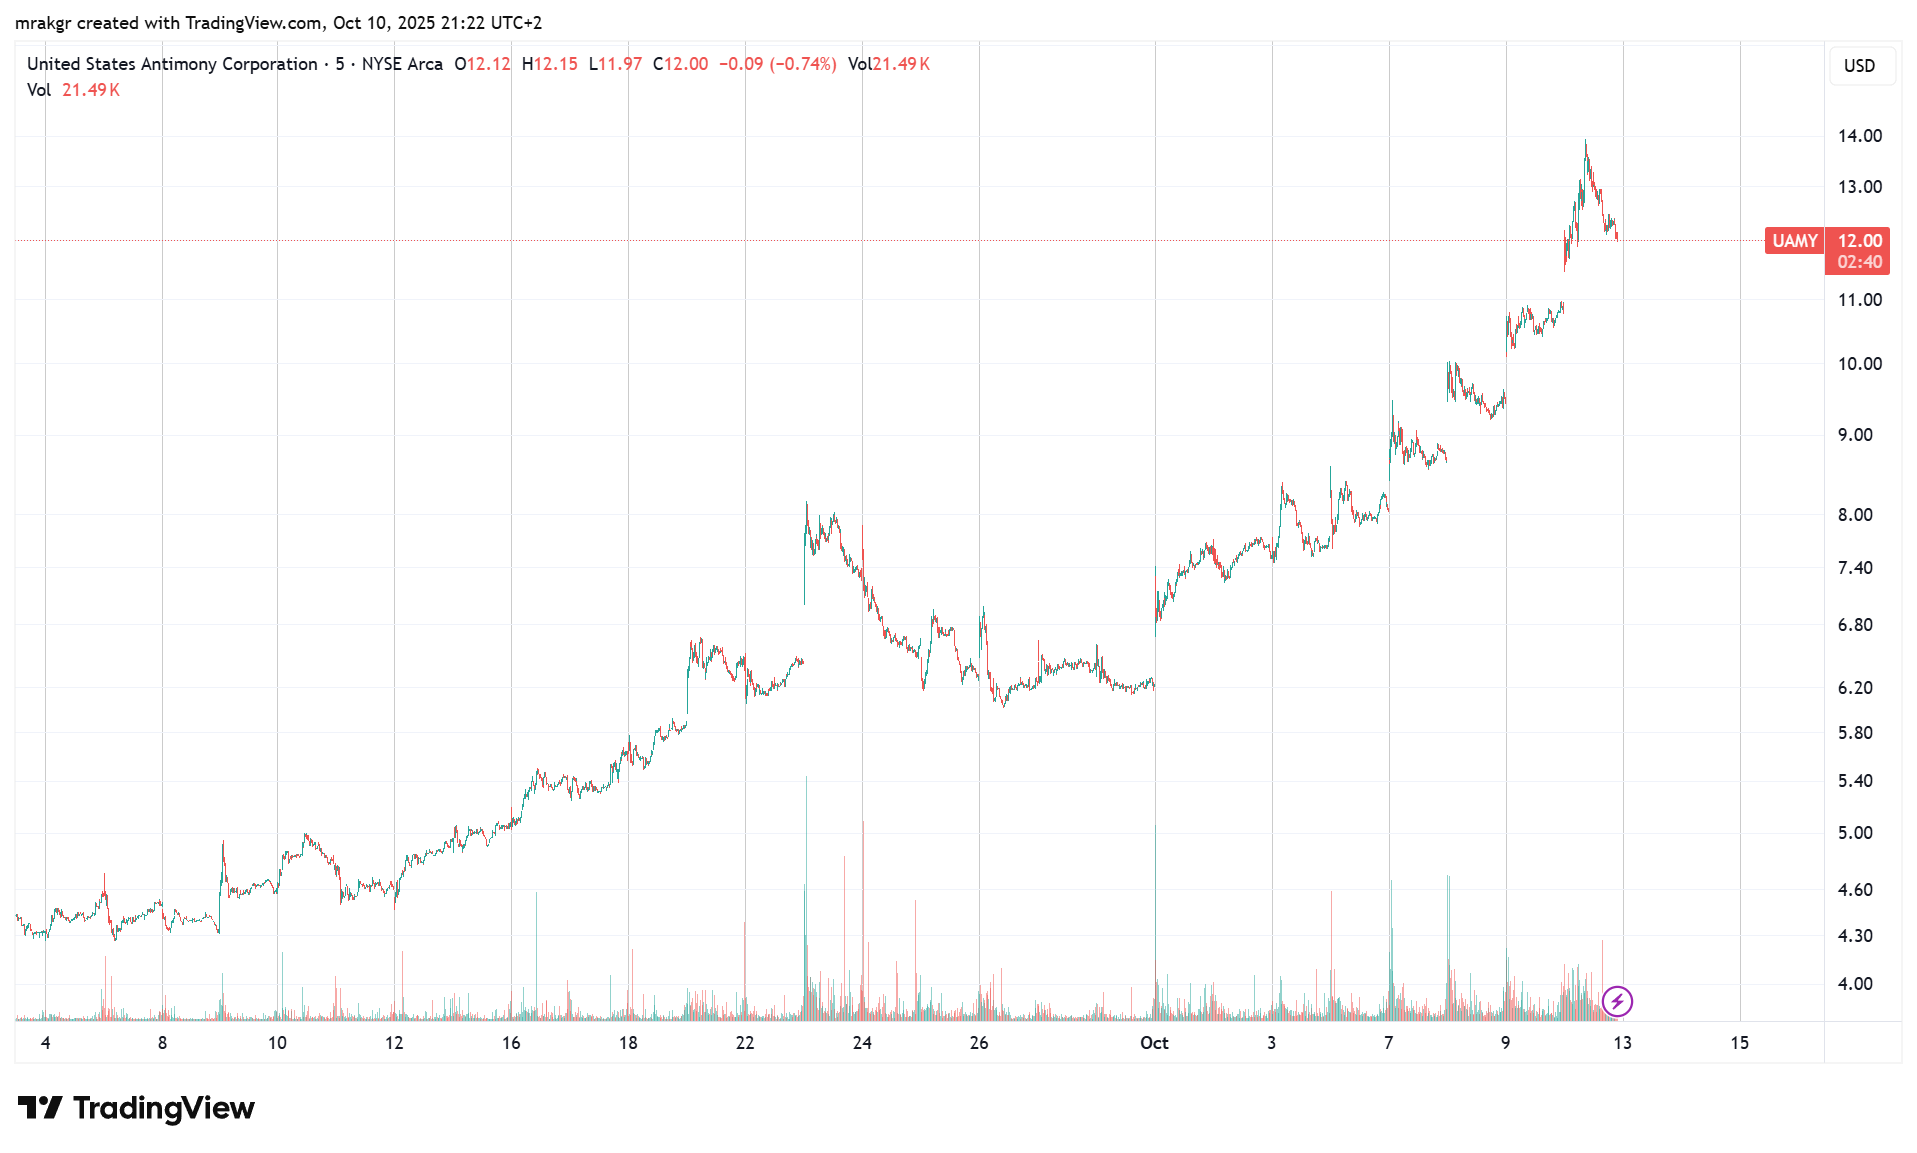 mrakgr created with TradingView.com, Oct 10, 2025 21:22 UTC+2
United States Antimony Corporation · 5 · NYSE Arca O12.12 H12.15 L11.97 C12.00 −0.09 (−0.74%) Vol21.49K
Vol 21.49K
USD
14.00
13.00
UAMY 12.00
02:40
11.00
10.00
9.00
8.00
7.40
6.80
6.20
5.80
5.40
5.00
4.60
4.30
4.00
4 8 10 12 16 18 22 24 26 Oct 3 7 9 13 15
TradingView